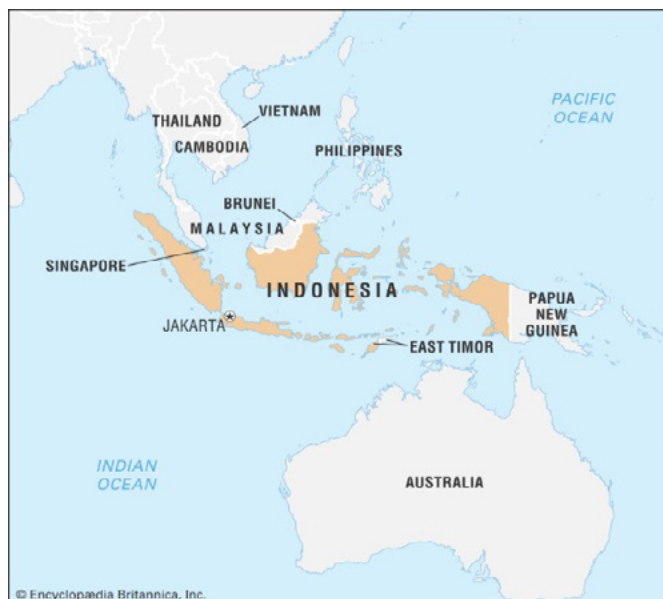 PACIFIC
OCEAN
THAILAND
VIETNAM
CAMBODIA
PHILIPPINES
BRUNEI
MALAYSIA
SINGAPORE
INDONESIA
PAPUA
NEW
GUINEA
JAKARTA
EAST TIMOR
INDIAN
OCEAN
AUSTRALIA
© Encyclopædia Britannica, Inc.